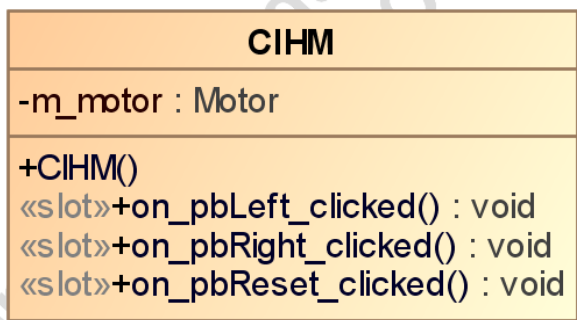 CIHM
-m_motor : Motor
+CIHM()
«slot»+on_pbLeft_clicked() : void
«slot»+on_pbRight_clicked() : void
«slot»+on_pbReset_clicked() : void